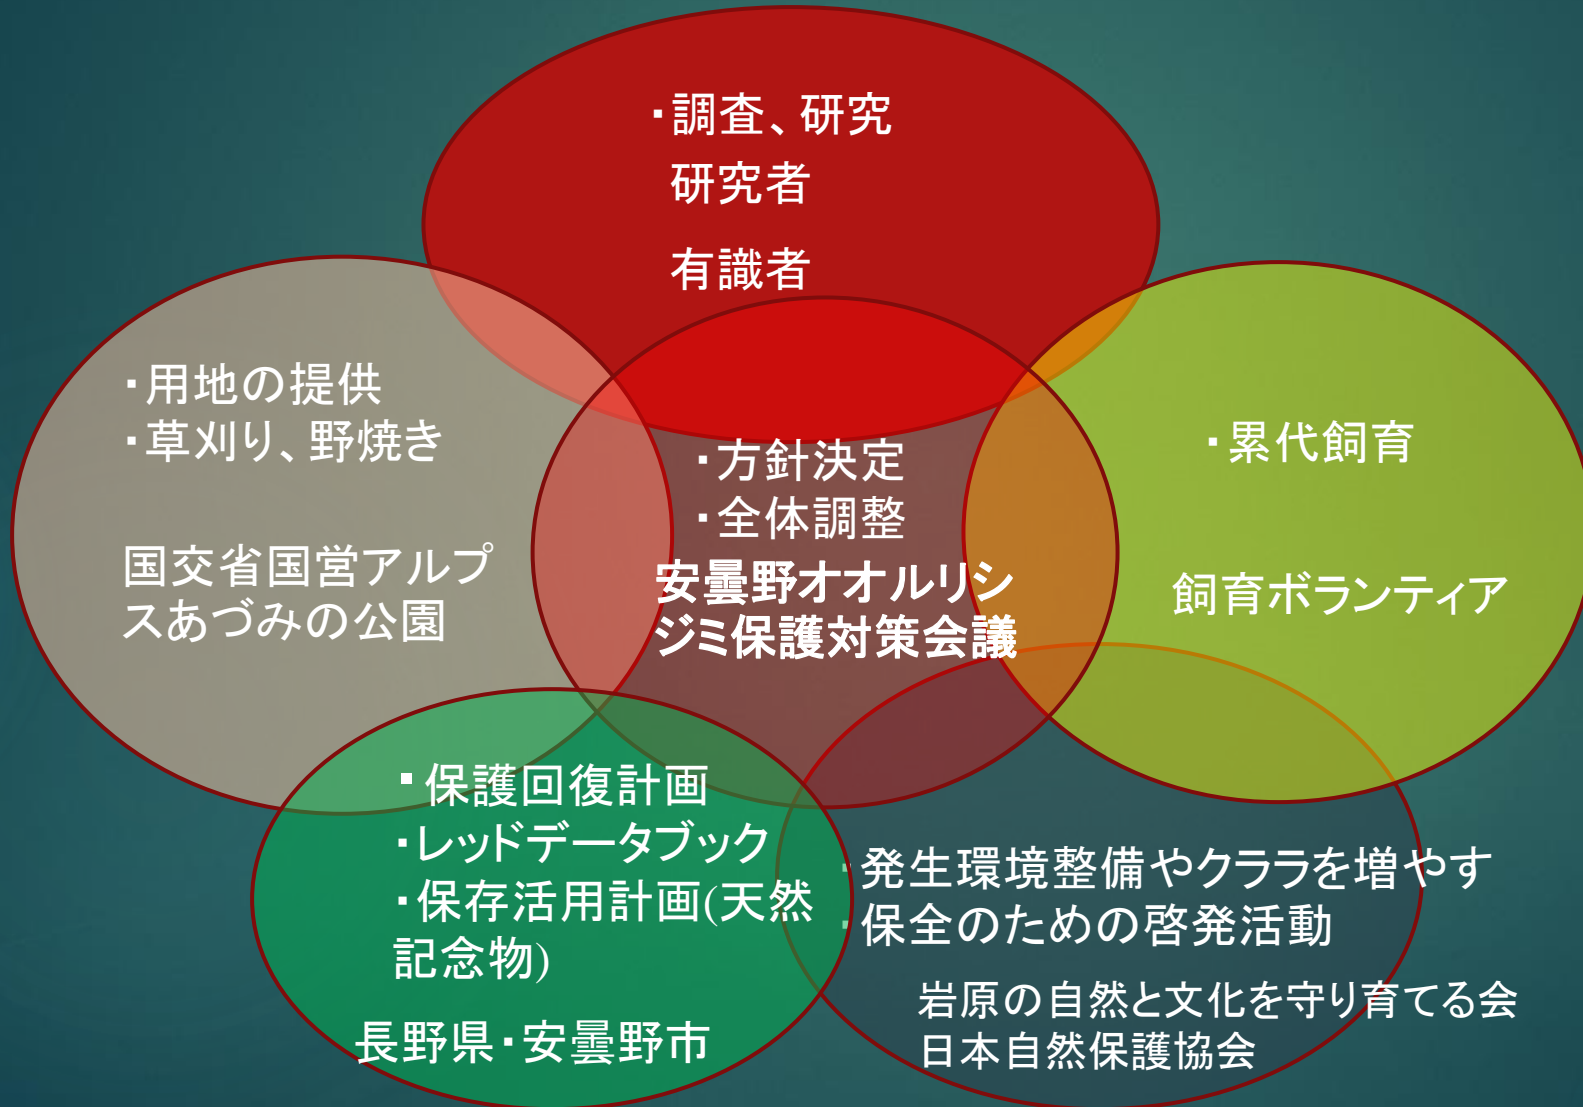 ・調査、研究
研究者
有識者
・用地の提供
・草刈り、野焼き
国交省国営アルプ
スあづみの公園
・方針決定
・全体調整
安曇野オオルリシ
ジミ保護対策会議
・累代飼育
飼育ボランティア
・保護回復計画
・レッドデータブック
・保存活用計画(天然
記念物)
長野県・安曇野市
・発生環境整備やクララを増やす
・保全のための啓発活動
岩原の自然と文化を守り育てる会
日本自然保護協会